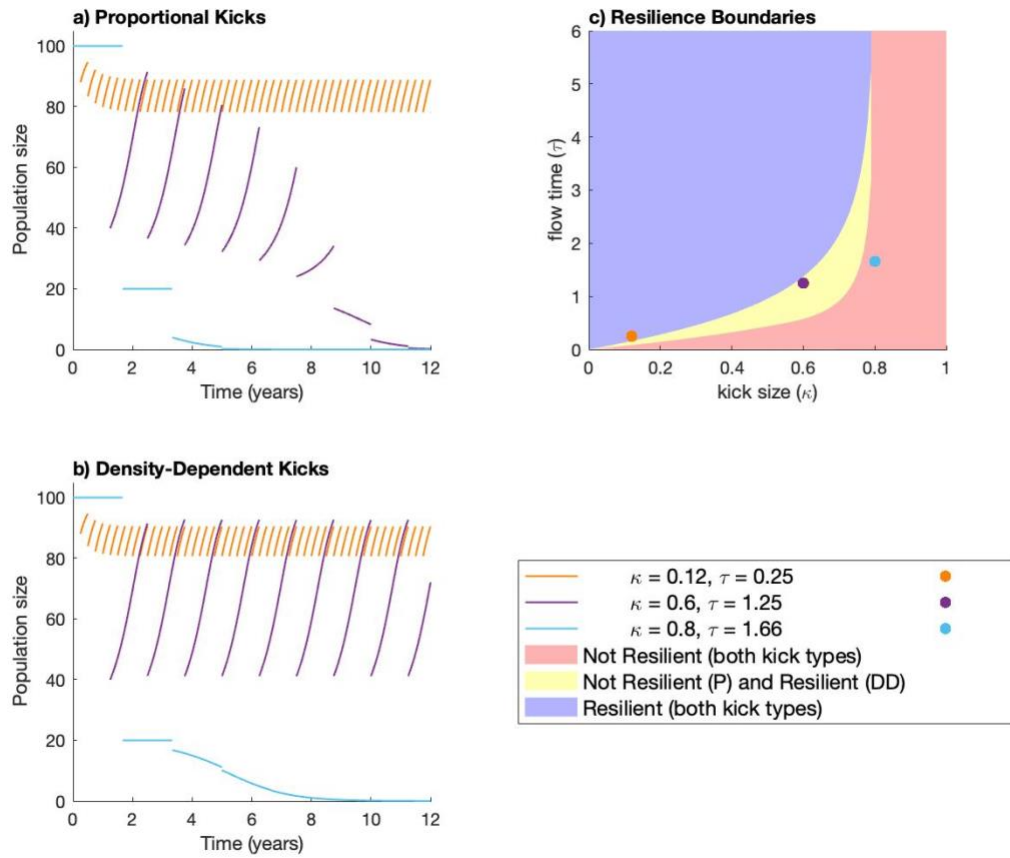 a) Proportional Kicks
100
80
60
40
20
0
0 2 4 6 8 10 12
Population size
Time (years)
c) Resilience Boundaries
6
5
4
3
2
1
0
0 0.2 0.4 0.6 0.8 1
flow time (τ)
kick size (κ)
b) Density-Dependent Kicks
100
80
60
40
20
0
0 2 4 6 8 10 12
Population size
Time (years)
κ = 0.12, τ = 0.25
κ = 0.6, τ = 1.25
κ = 0.8, τ = 1.66
Not Resilient (both kick types)
Not Resilient (P) and Resilient (DD)
Resilient (both kick types)